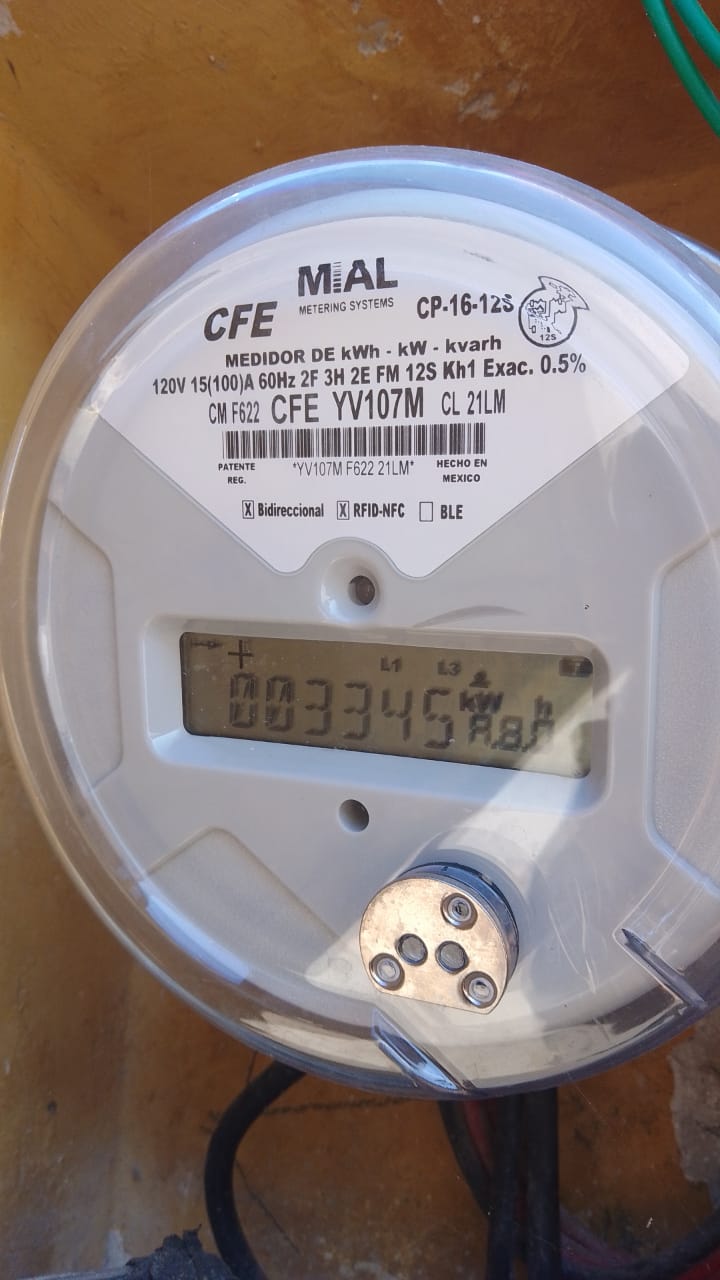 MIAL
METERING SYSTEMS
CFE
CP-16-12S
12S
MEDIDOR DE kWh - kW - kvarh
120V 15(100)A 60Hz 2F 3H 2E FM 12S Kh1 Exac. 0.5%
CM F622 CFE YV107M CL 21LM
PATENTE REG.
*YV107M F622 21LM*
HECHO EN MEXICO
X Bidireccional X RFID-NFC BLE
+ L1 L3
003345 kW h